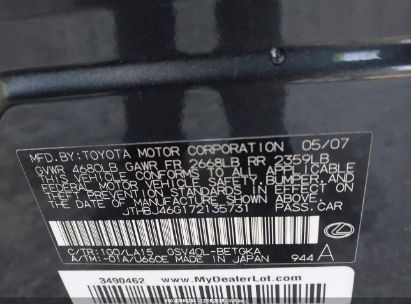 MFD.BY:TOYOTA MOTOR CORPORATION 05/07
GVWR 4680LB GAWR FR 2668LB RR 2359LB
THIS VEHICLE CONFORMS TO ALL APPLICABLE
FEDERAL MOTOR VEHICLE SAFETY, BUMPER,
AND THEFT PREVENTION STANDARDS IN EFFECT
ON THE DATE OF MANUFACTURE SHOWN ABOVE.
JTHBJ46G172135731 PASS.CAR
C/TR:1G0/LA15 GSV40L-BETGKA
A/TM:-01A/U660E MADE IN JAPAN 944 A
3490462 MyDealerLot.com